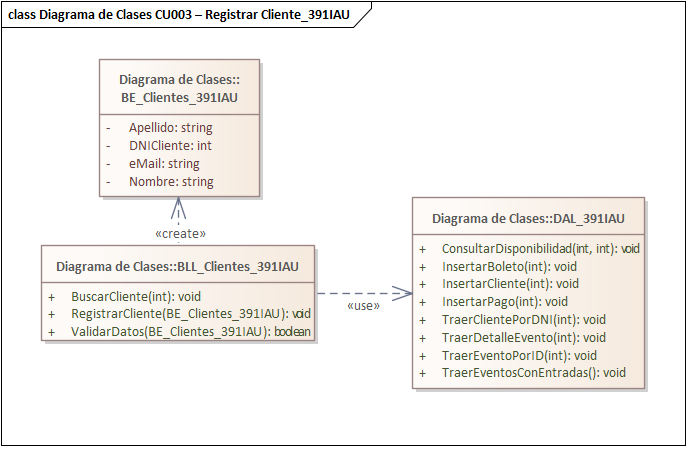 class Diagrama de Clases CU003 – Registrar Cliente_391IAU
Diagrama de Clases::
BE_Clientes_391IAU
- Apellido: string
- DNICliente: int
- eMail: string
- Nombre: string
«create»
Diagrama de Clases::BLL_Clientes_391IAU
+ BuscarCliente(int): void
+ RegistrarCliente(BE_Clientes_391IAU): void
+ ValidarDatos(BE_Clientes_391IAU): boolean
«use»
Diagrama de Clases::DAL_391IAU
+ ConsultarDisponibilidad(int, int): void
+ InsertarBoleto(int): void
+ InsertarCliente(int): void
+ InsertarPago(int): void
+ TraerClientePorDNI(int): void
+ TraerDetalleEvento(int): void
+ TraerEventoPorID(int): void
+ TraerEventosConEntradas(): void